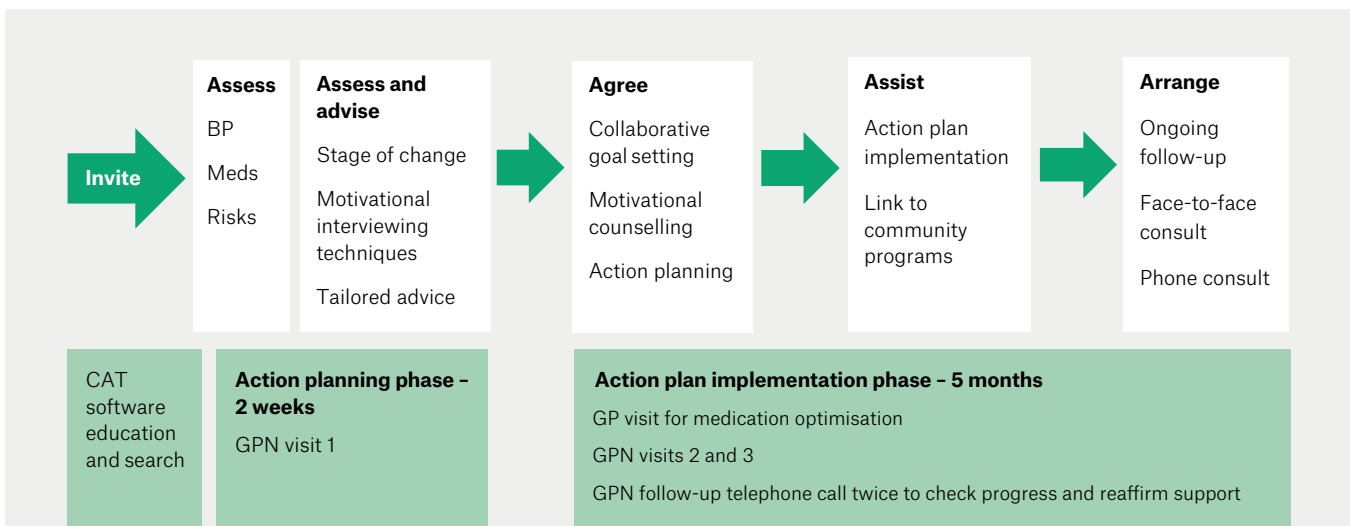 Invite
Assess
BP
Meds
Risks
Assess and
advise
Stage of change
Motivational
interviewing
techniques
Tailored advice
Agree
Collaborative
goal setting
Motivational
counselling
Action planning
Assist
Action plan
implementation
Link to
community
programs
Arrange
Ongoing
follow-up
Face-to-face
consult
Phone consult
CAT
software
education
and search
Action planning phase –
2 weeks
GPN visit 1
Action plan implementation phase – 5 months
GP visit for medication optimisation
GPN visits 2 and 3
GPN follow-up telephone call twice to check progress and reaffirm support